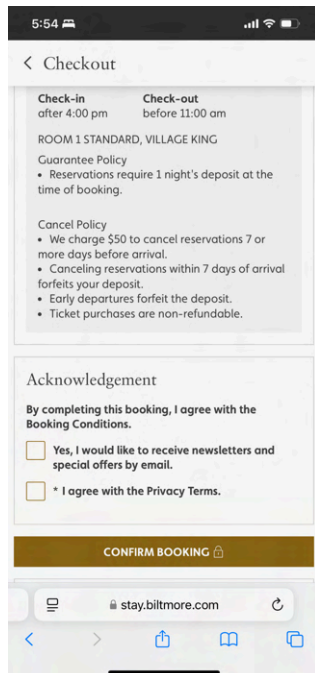 5:54
Checkout
Check-in Check-out
after 4:00 pm before 11:00 am
ROOM 1 STANDARD, VILLAGE KING
Guarantee Policy
• Reservations require 1 night's deposit at the
time of booking.
Cancel Policy
• We charge $50 to cancel reservations 7 or
more days before arrival.
• Canceling reservations within 7 days of arrival
forfeits your deposit.
• Early departures forfeit the deposit.
• Ticket purchases are non-refundable.
Acknowledgement
By completing this booking, I agree with the
Booking Conditions.
Yes, I would like to receive newsletters and
special offers by email.
* I agree with the Privacy Terms.
CONFIRM BOOKING
stay.biltmore.com